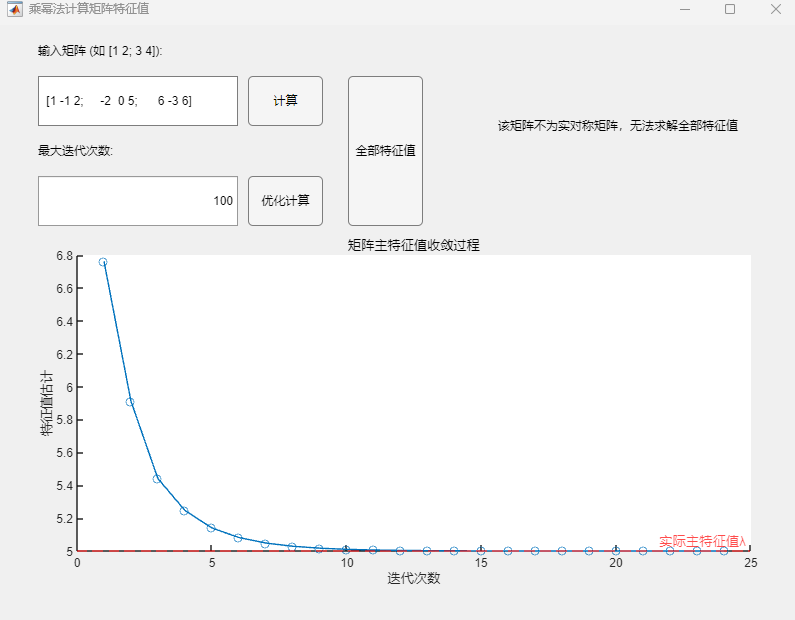 乘幂法计算矩阵特征值
输入矩阵 (如 [1 2; 3 4]):
[1 -1 2; -2 0 5; 6 -3 6]
计算
全部特征值
该矩阵不为实对称矩阵，无法求解全部特征值
最大迭代次数:
100
优化计算
矩阵主特征值收敛过程
6.8
6.6
6.4
6.2
6
5.8
5.6
5.4
5.2
5
特征值估计
实际主特征值λ
0
5
10
15
20
25
迭代次数